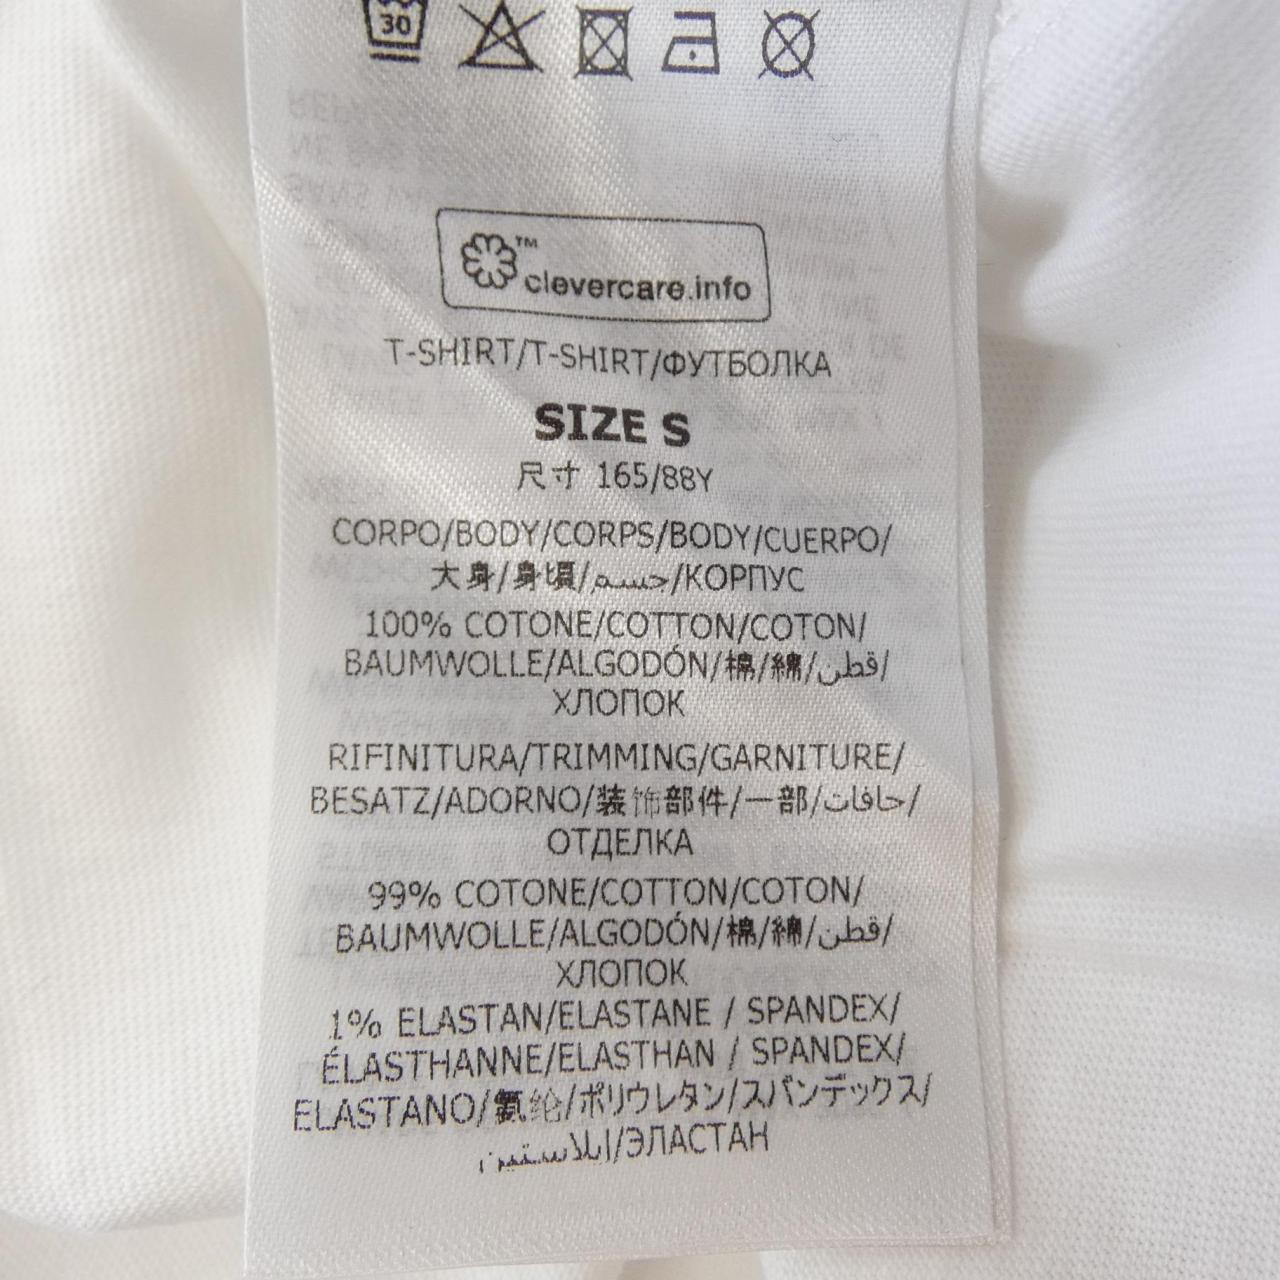 30
™
clevercare.info
T-SHIRT/T-SHIRT/ФУТБОЛКА
SIZE S
尺寸 165/88Y
CORPO/BODY/CORPS/BODY/CUERPO/
大身/身頃/جسم/КОРПУС
100% COTONE/COTTON/COTON/
BAUMWOLLE/ALGODÓN/棉/綿/قطن/
ХЛОПОК
RIFINITURA/TRIMMING/GARNITURE/
BESATZ/ADORNO/装饰部件/一部/حافات/
ОТДЕЛКА
99% COTONE/COTTON/COTON/
BAUMWOLLE/ALGODÓN/棉/綿/قطن/
ХЛОПОК
1% ELASTAN/ELASTANE / SPANDEX/
ÉLASTHANNE/ELASTHAN / SPANDEX/
ELASTANO/氨纶/ポリウレタン/スパンデックス/
ايلاستين/ЭЛАСТАН